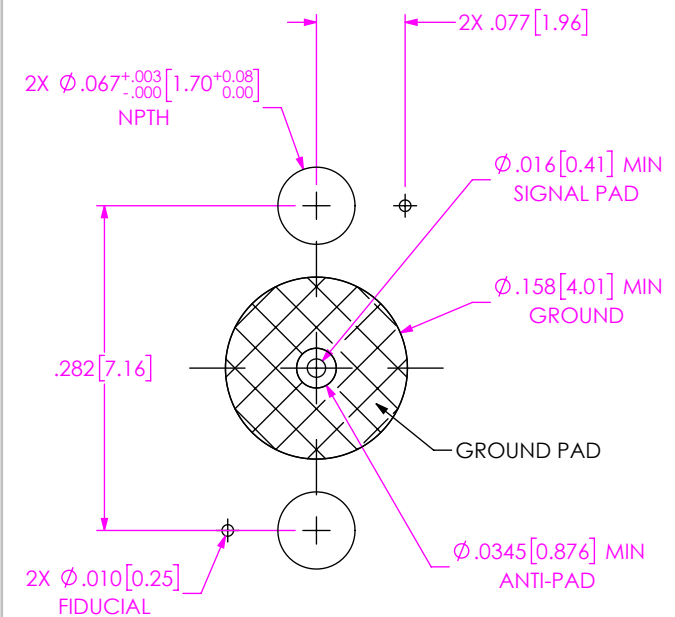 2X .077[1.96]
2X Ø.067+.003 -.000[1.70+0.08 0.00]
NPTH
Ø.016[0.41] MIN
SIGNAL PAD
Ø.158[4.01] MIN
GROUND
.282[7.16]
GROUND PAD
Ø.0345[0.876] MIN
ANTI-PAD
2X Ø.010[0.25]
FIDUCIAL